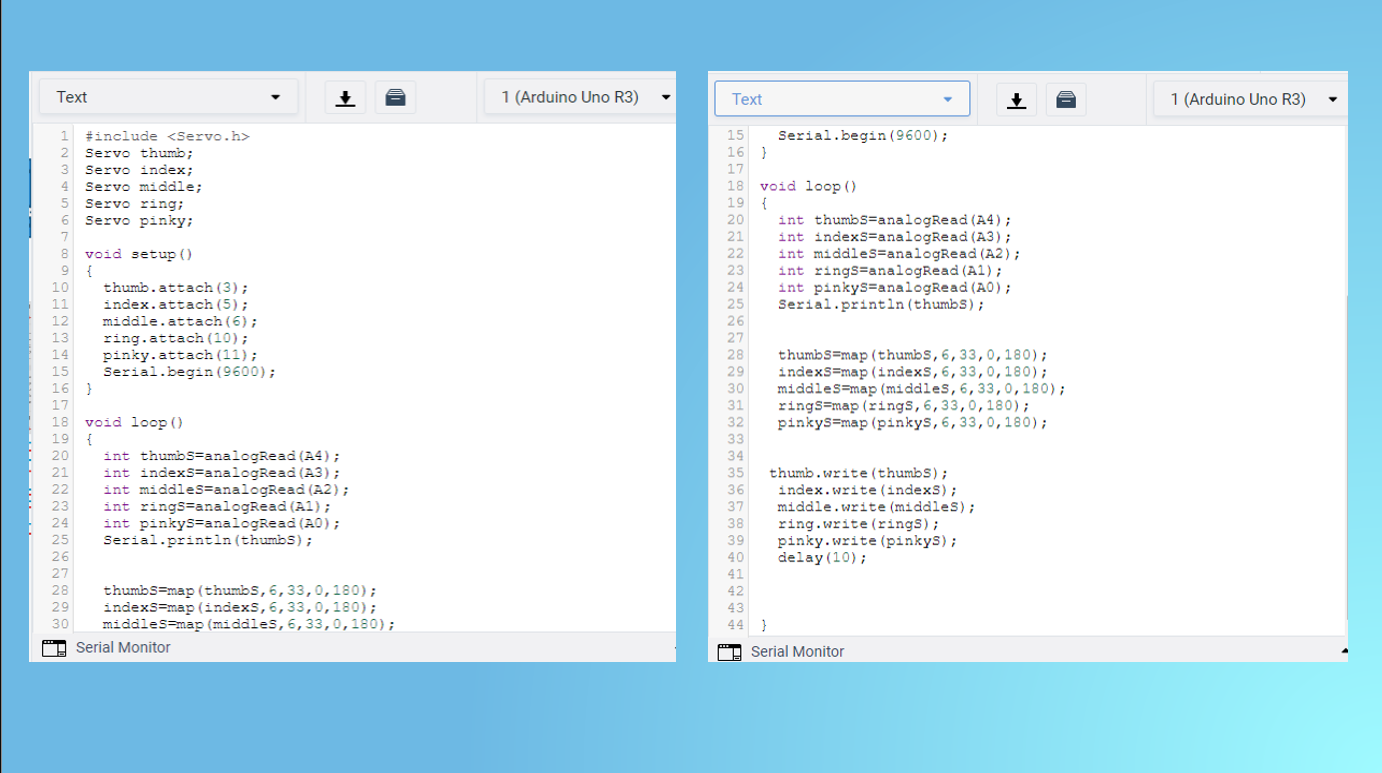 Text
1 (Arduino Uno R3)
1 #include <Servo.h>
2 Servo thumb;
3 Servo index;
4 Servo middle;
5 Servo ring;
6 Servo pinky;
7
8 void setup()
9 {
10 thumb.attach(3);
11 index.attach(5);
12 middle.attach(6);
13 ring.attach(10);
14 pinky.attach(11);
15 Serial.begin(9600);
16 }
17
18 void loop()
19 {
20 int thumbS=analogRead(A4);
21 int indexS=analogRead(A3);
22 int middleS=analogRead(A2);
23 int ringS=analogRead(A1);
24 int pinkyS=analogRead(A0);
25 Serial.println(thumbS);
26
27
28 thumbS=map(thumbS,6,33,0,180);
29 indexS=map(indexS,6,33,0,180);
30 middleS=map(middleS,6,33,0,180);
Serial Monitor
Text
1 (Arduino Uno R3)
15 Serial.begin(9600);
16 }
17
18 void loop()
19 {
20 int thumbS=analogRead(A4);
21 int indexS=analogRead(A3);
22 int middleS=analogRead(A2);
23 int ringS=analogRead(A1);
24 int pinkyS=analogRead(A0);
25 Serial.println(thumbS);
26
27
28 thumbS=map(thumbS,6,33,0,180);
29 indexS=map(indexS,6,33,0,180);
30 middleS=map(middleS,6,33,0,180);
31 ringS=map(ringS,6,33,0,180);
32 pinkyS=map(pinkyS,6,33,0,180);
33
34
35 thumb.write(thumbS);
36 index.write(indexS);
37 middle.write(middleS);
38 ring.write(ringS);
39 pinky.write(pinkyS);
40 delay(10);
41
42
43
44 }
Serial Monitor